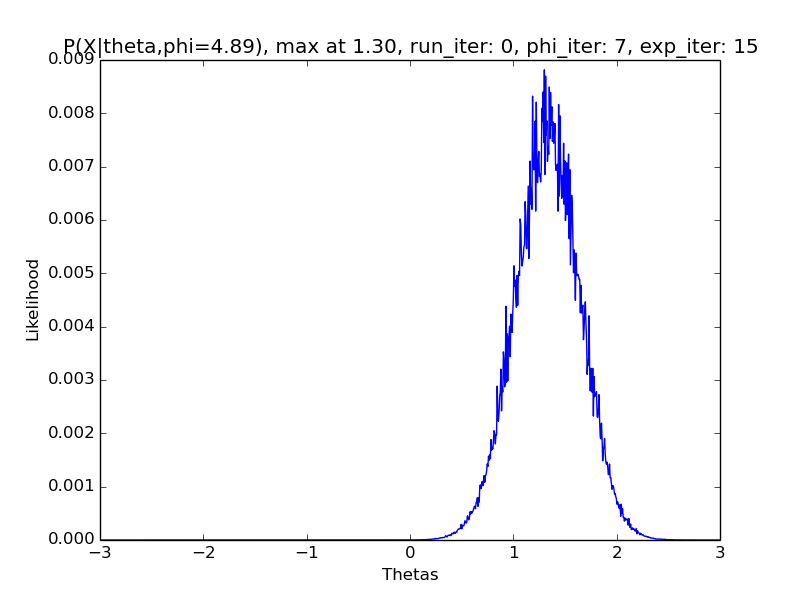 P(X|theta,phi=4.89), max at 1.30, run_iter: 0, phi_iter: 7, exp_iter: 15
0.009
0.008
0.007
0.006
0.005
0.004
0.003
0.002
0.001
0.000
Likelihood
−3 −2 −1 0 1 2 3
Thetas